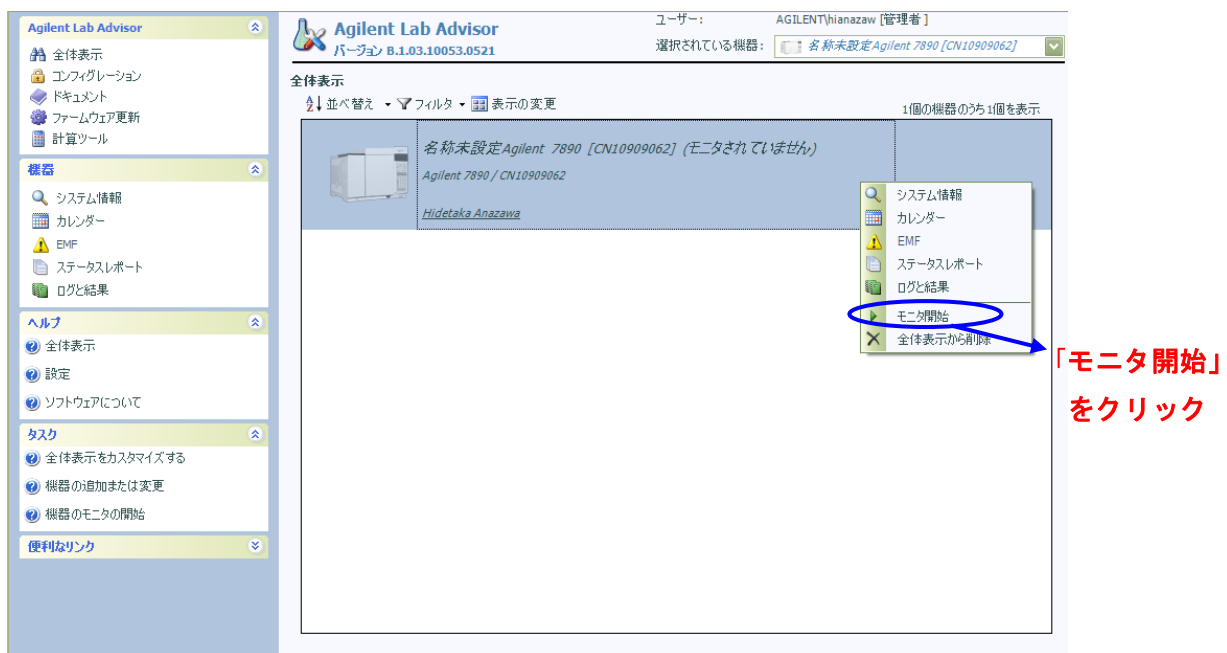 Agilent Lab Advisor
全体表示
コンフィグレーション
ドキュメント
ファームウェア更新
計算ツール
機器
システム情報
カレンダー
EMF
ステータスレポート
ログと結果
ヘルプ
全体表示
設定
ソフトウェアについて
タスク
全体表示をカスタマイズする
機器の追加または変更
機器のモニタの開始
便利なリンク
Agilent Lab Advisor
バージョン B.1.03.10053.0521
ユーザー: AGILENT\hianazaw [管理者 ]
選択されている機器: 名称未設定Agilent 7890 [CN10909062]
全体表示
並べ替え フィルタ 表示の変更
1個の機器のうち1個を表示
名称未設定Agilent 7890 [CN10909062] (モニタされていません)
Agilent 7890 / CN10909062
Hidetaka Anazawa
システム情報
カレンダー
EMF
ステータスレポート
ログと結果
モニタ開始
全体表示から削除
「モニタ開始」
をクリック